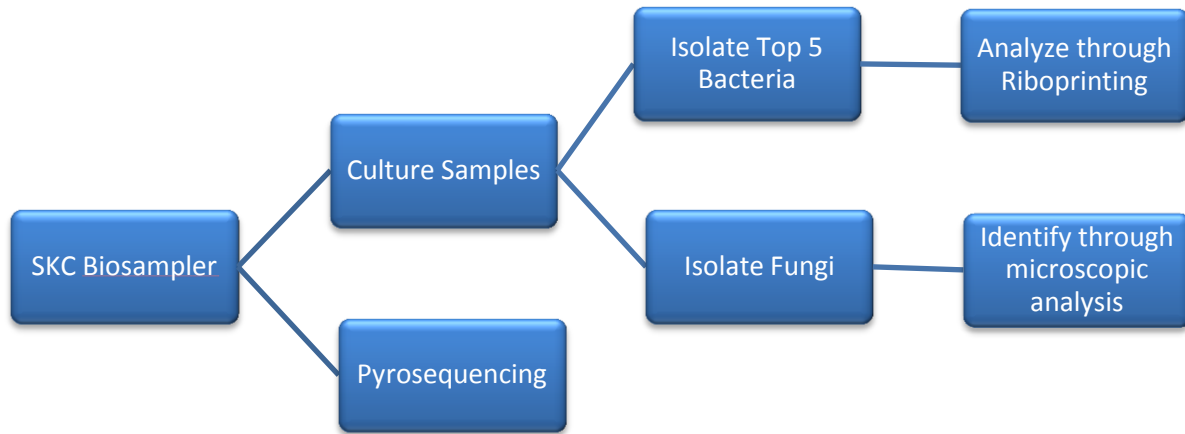 SKC Biosampler
Culture Samples
Pyrosequencing
Isolate Top 5
Bacteria
Isolate Fungi
Analyze through
Riboprinting
Identify through
microscopic
analysis